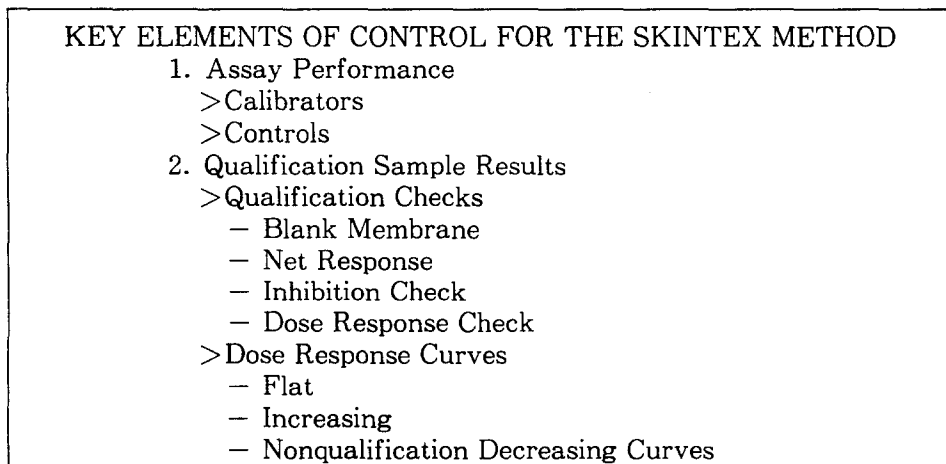 KEY ELEMENTS OF CONTROL FOR THE SKINTEX METHOD
1. Assay Performance
>Calibrators
>Controls
2. Qualification Sample Results
>Qualification Checks
— Blank Membrane
— Net Response
— Inhibition Check
— Dose Response Check
>Dose Response Curves
— Flat
— Increasing
— Nonqualification Decreasing Curves